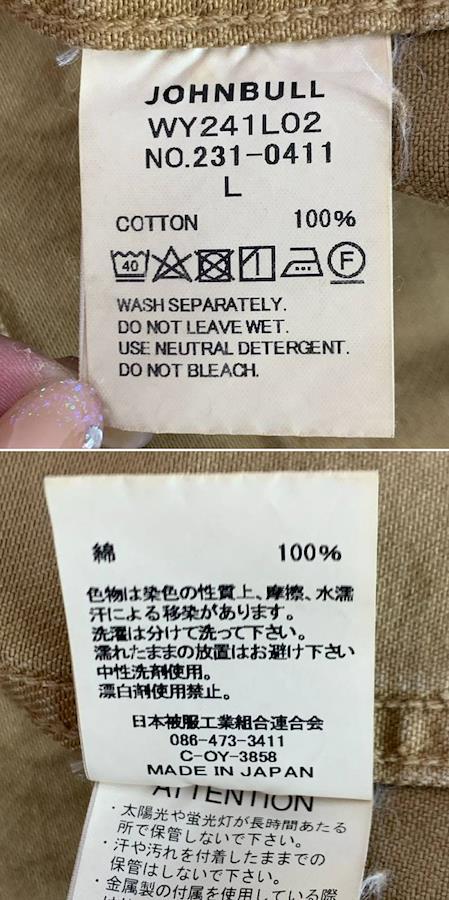 JOHNBULL
WY241L02
NO.231-0411
L
COTTON 100%
40 F
WASH SEPARATELY.
DO NOT LEAVE WET.
USE NEUTRAL DETERGENT.
DO NOT BLEACH.
綿 100%
色物は染色の性質上、摩擦、水濡
汗による移染があります。
洗濯は分けて洗って下さい。
濡れたままの放置はお避け下さい
中性洗剤使用。
漂白剤使用禁止。
日本被服工業組合連合会
086-473-3411
C-OY-3858
MADE IN JAPAN
ATTENTION
・太陽光や蛍光灯が長時間あたる
所で保管しないで下さい。
・汗や汚れを付着したままでの
保管はしないで下さい。
・金属製の付属を使用している際